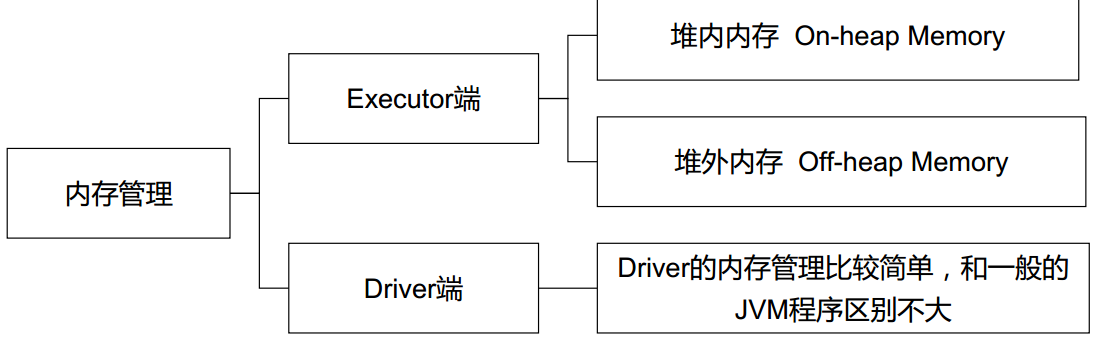 堆内内存 On-heap Memory
Executor端
堆外内存 Off-heap Memory
内存管理
Driver端
Driver的内存管理比较简单，和一般的
JVM程序区别不大